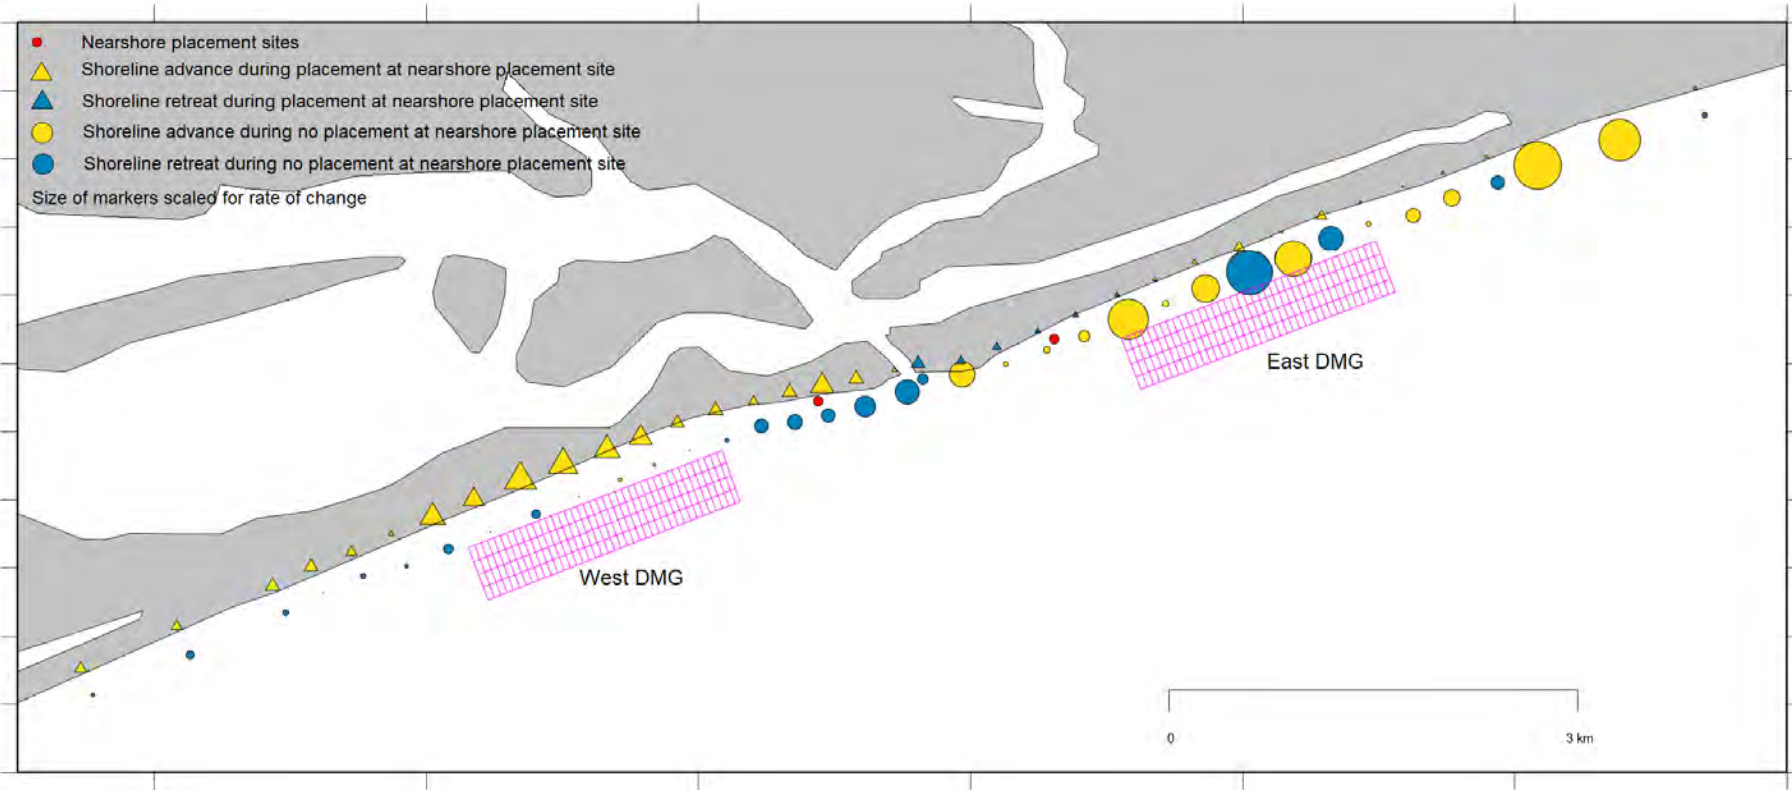 Nearshore placement sites
Shoreline advance during placement at nearshore placement site
Shoreline retreat during placement at nearshore placement site
Shoreline advance during no placement at nearshore placement site
Shoreline retreat during no placement at nearshore placement site
Size of markers scaled for rate of change
East DMG
West DMG
0
3 km